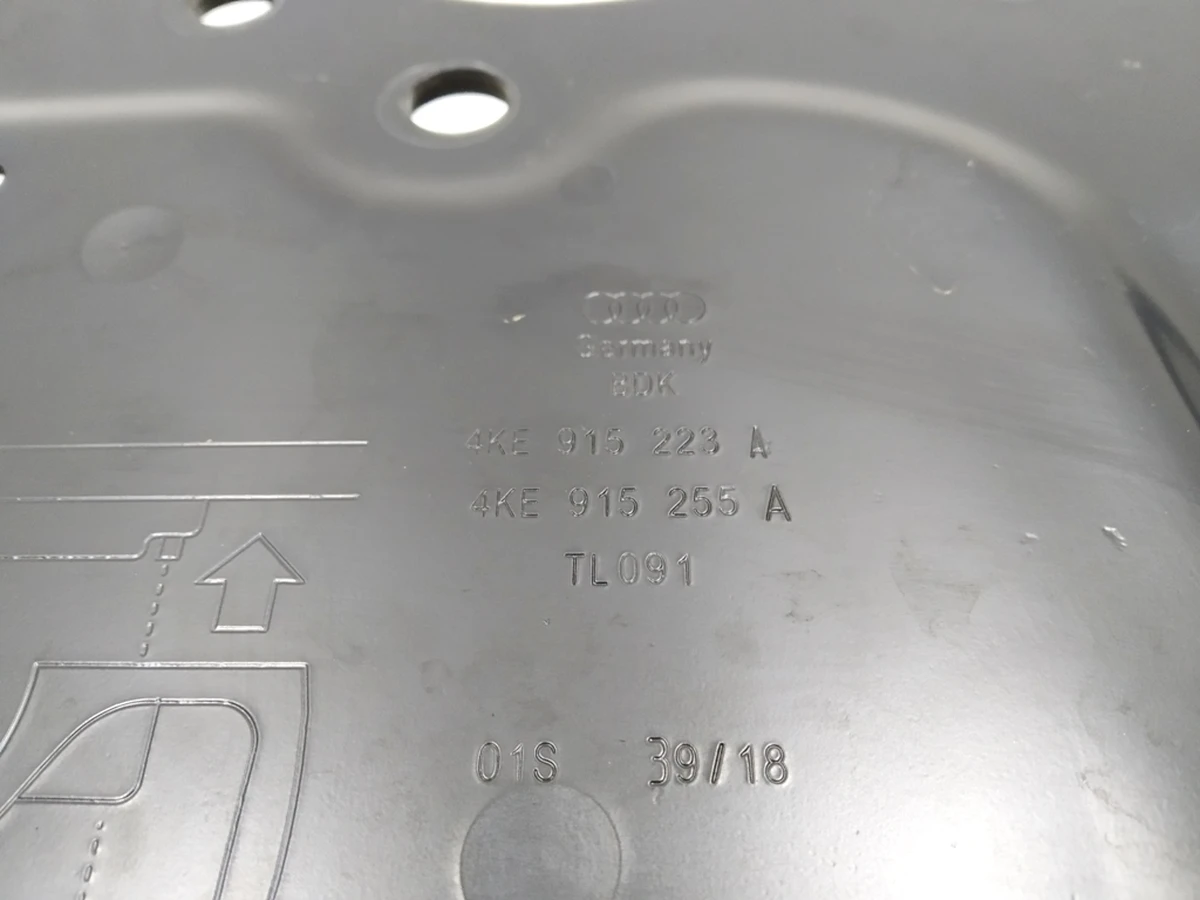 Germany
BDK
4KE 915 223 A
4KE 915 255 A
TL091
01S 39/18